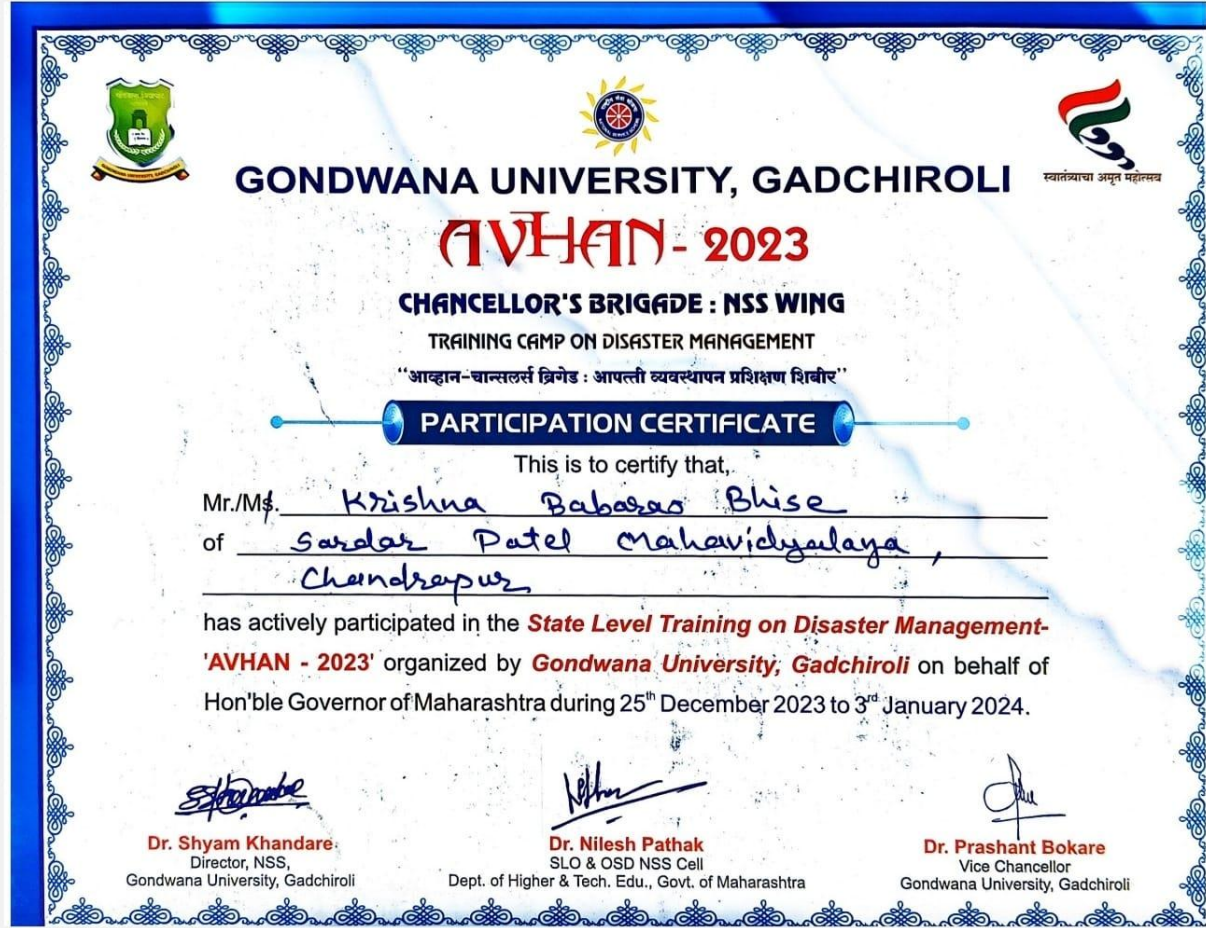 स्वातंत्र्याचा अमृत महोत्सव
GONDWANA UNIVERSITY, GADCHIROLI
AVHAN - 2023
CHANCELLOR'S BRIGADE : NSS WING
TRAINING CAMP ON DISASTER MANAGEMENT
"आव्हान-चान्सलर्स ब्रिगेड : आपत्ती व्यवस्थापन प्रशिक्षण शिबीर"
PARTICIPATION CERTIFICATE
This is to certify that,
Mr./Ms. Krishna Babarao Bhise
of Sardar Patel Mahavidyalaya,
Chandrapur
has actively participated in the State Level Training on Disaster Management-
'AVHAN - 2023' organized by Gondwana University, Gadchiroli on behalf of
Hon'ble Governor of Maharashtra during 25th December 2023 to 3rd January 2024.
Dr. Shyam Khandare
Director, NSS,
Gondwana University, Gadchiroli
Dr. Nilesh Pathak
SLO & OSD NSS Cell
Dept. of Higher & Tech. Edu., Govt. of Maharashtra
Dr. Prashant Bokare
Vice Chancellor
Gondwana University, Gadchiroli